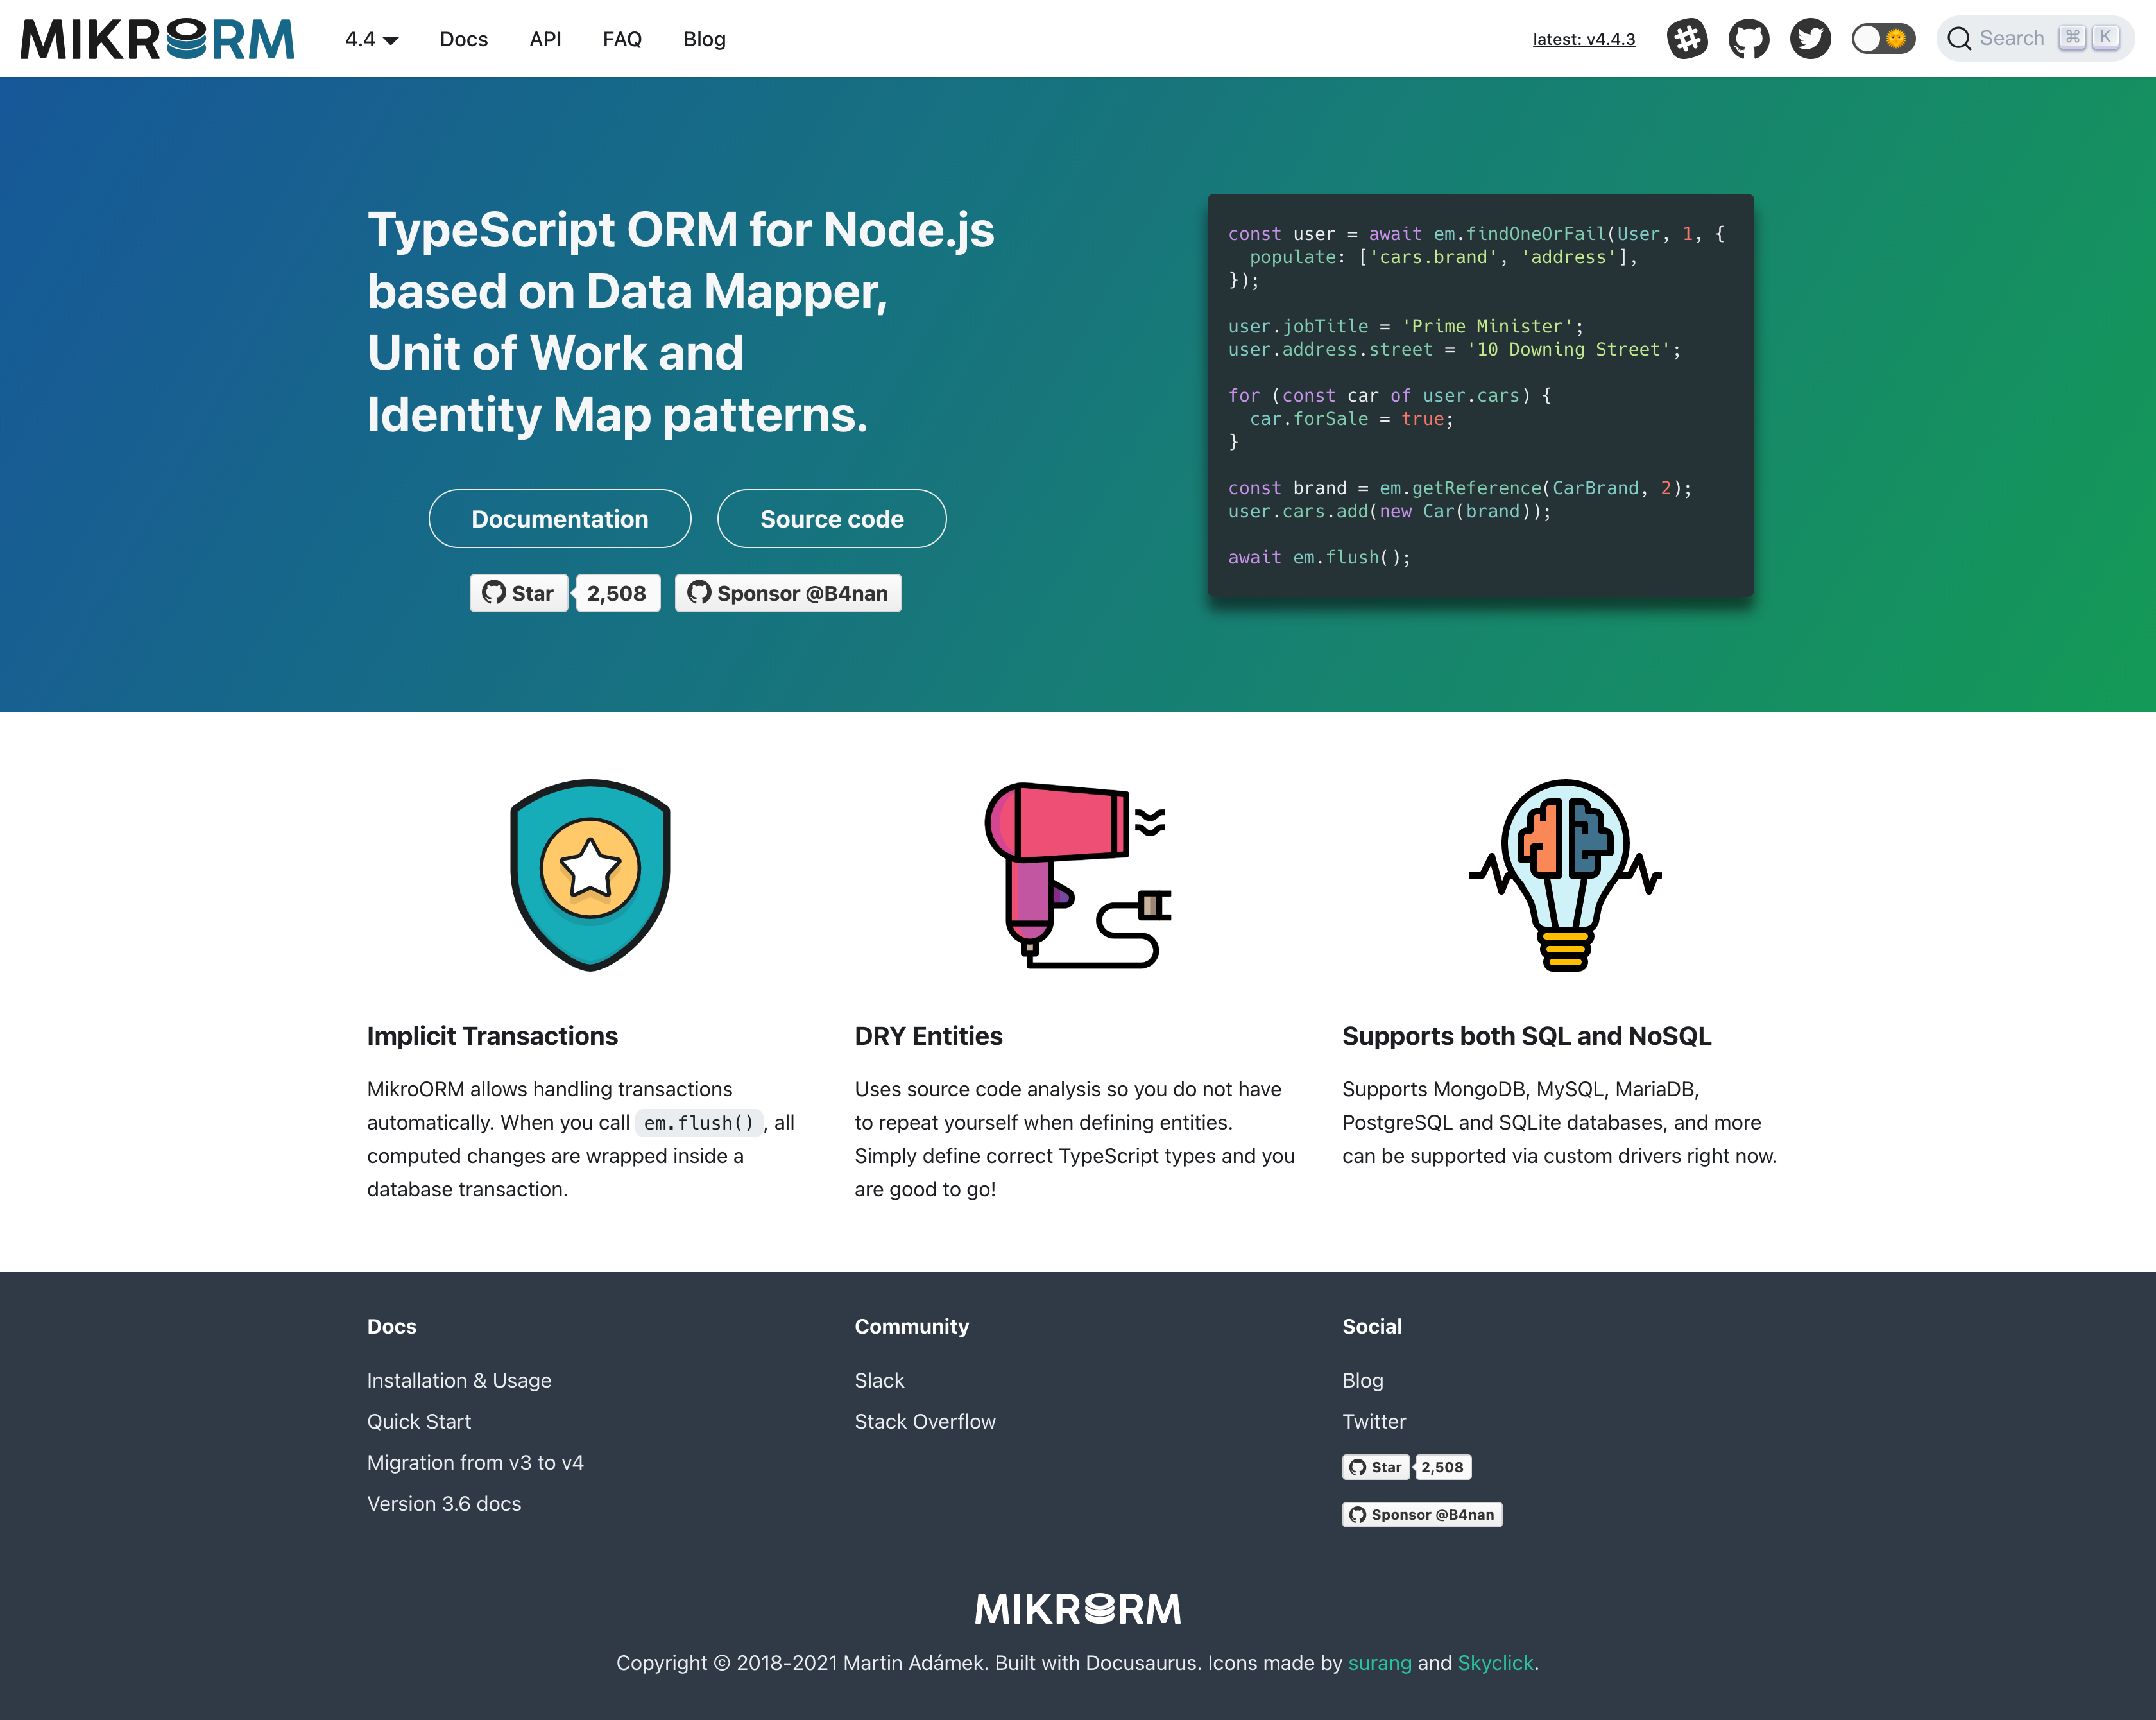 MIKRORM
4.4 Docs API FAQ Blog
latest: v4.4.3
Search ⌘ K
TypeScript ORM for Node.js
based on Data Mapper,
Unit of Work and
Identity Map patterns.
Documentation
Source code
Star 2,508
Sponsor @B4nan
const user = await em.findOneOrFail(User, 1, {
  populate: ['cars.brand', 'address'],
});
user.jobTitle = 'Prime Minister';
user.address.street = '10 Downing Street';
for (const car of user.cars) {
  car.forSale = true;
}
const brand = em.getReference(CarBrand, 2);
user.cars.add(new Car(brand));
await em.flush();
Implicit Transactions
MikroORM allows handling transactions
automatically. When you call em.flush(), all
computed changes are wrapped inside a
database transaction.
DRY Entities
Uses source code analysis so you do not have
to repeat yourself when defining entities.
Simply define correct TypeScript types and you
are good to go!
Supports both SQL and NoSQL
Supports MongoDB, MySQL, MariaDB,
PostgreSQL and SQLite databases, and more
can be supported via custom drivers right now.
Docs
Installation & Usage
Quick Start
Migration from v3 to v4
Version 3.6 docs
Community
Slack
Stack Overflow
Social
Blog
Twitter
Star 2,508
Sponsor @B4nan
MIKRORM
Copyright © 2018-2021 Martin Adámek. Built with Docusaurus. Icons made by surang and Skyclick.